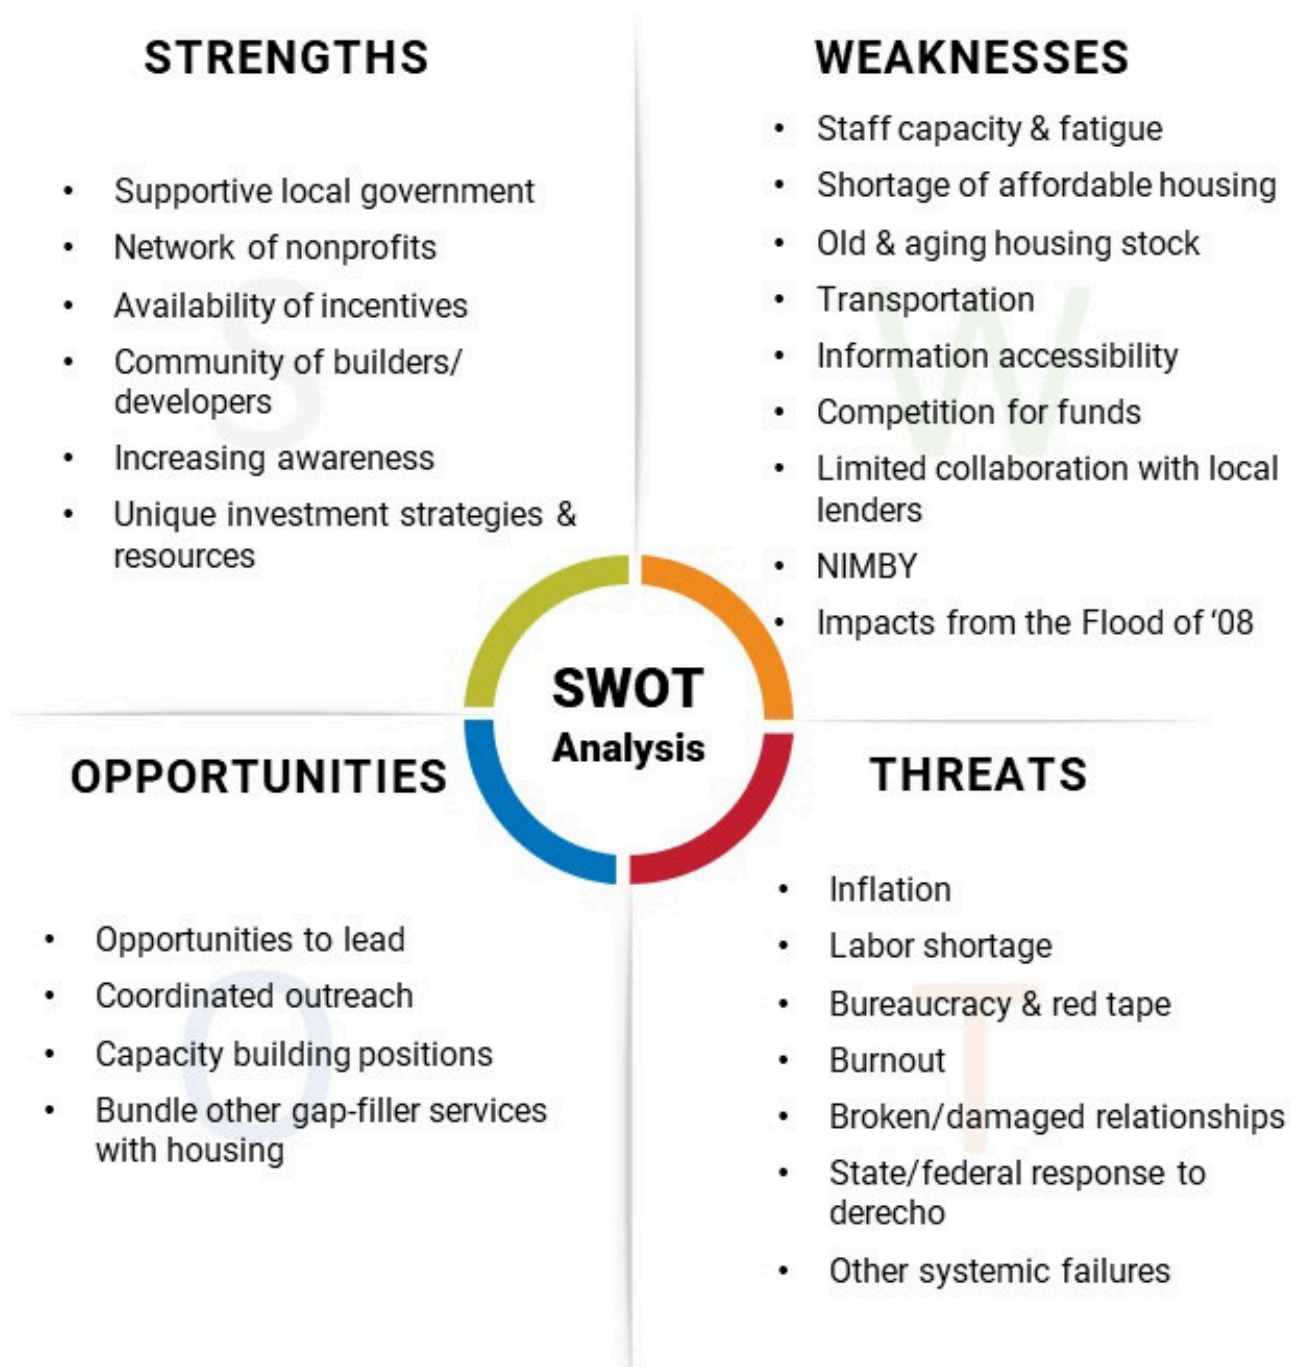 STRENGTHS
• Supportive local government
• Network of nonprofits
• Availability of incentives
• Community of builders/
developers
• Increasing awareness
• Unique investment strategies &
resources
WEAKNESSES
• Staff capacity & fatigue
• Shortage of affordable housing
• Old & aging housing stock
• Transportation
• Information accessibility
• Competition for funds
• Limited collaboration with local
lenders
• NIMBY
• Impacts from the Flood of ‘08
SWOT
Analysis
OPPORTUNITIES
• Opportunities to lead
• Coordinated outreach
• Capacity building positions
• Bundle other gap-filler services
with housing
THREATS
• Inflation
• Labor shortage
• Bureaucracy & red tape
• Burnout
• Broken/damaged relationships
• State/federal response to
derecho
• Other systemic failures
S
W
O
T